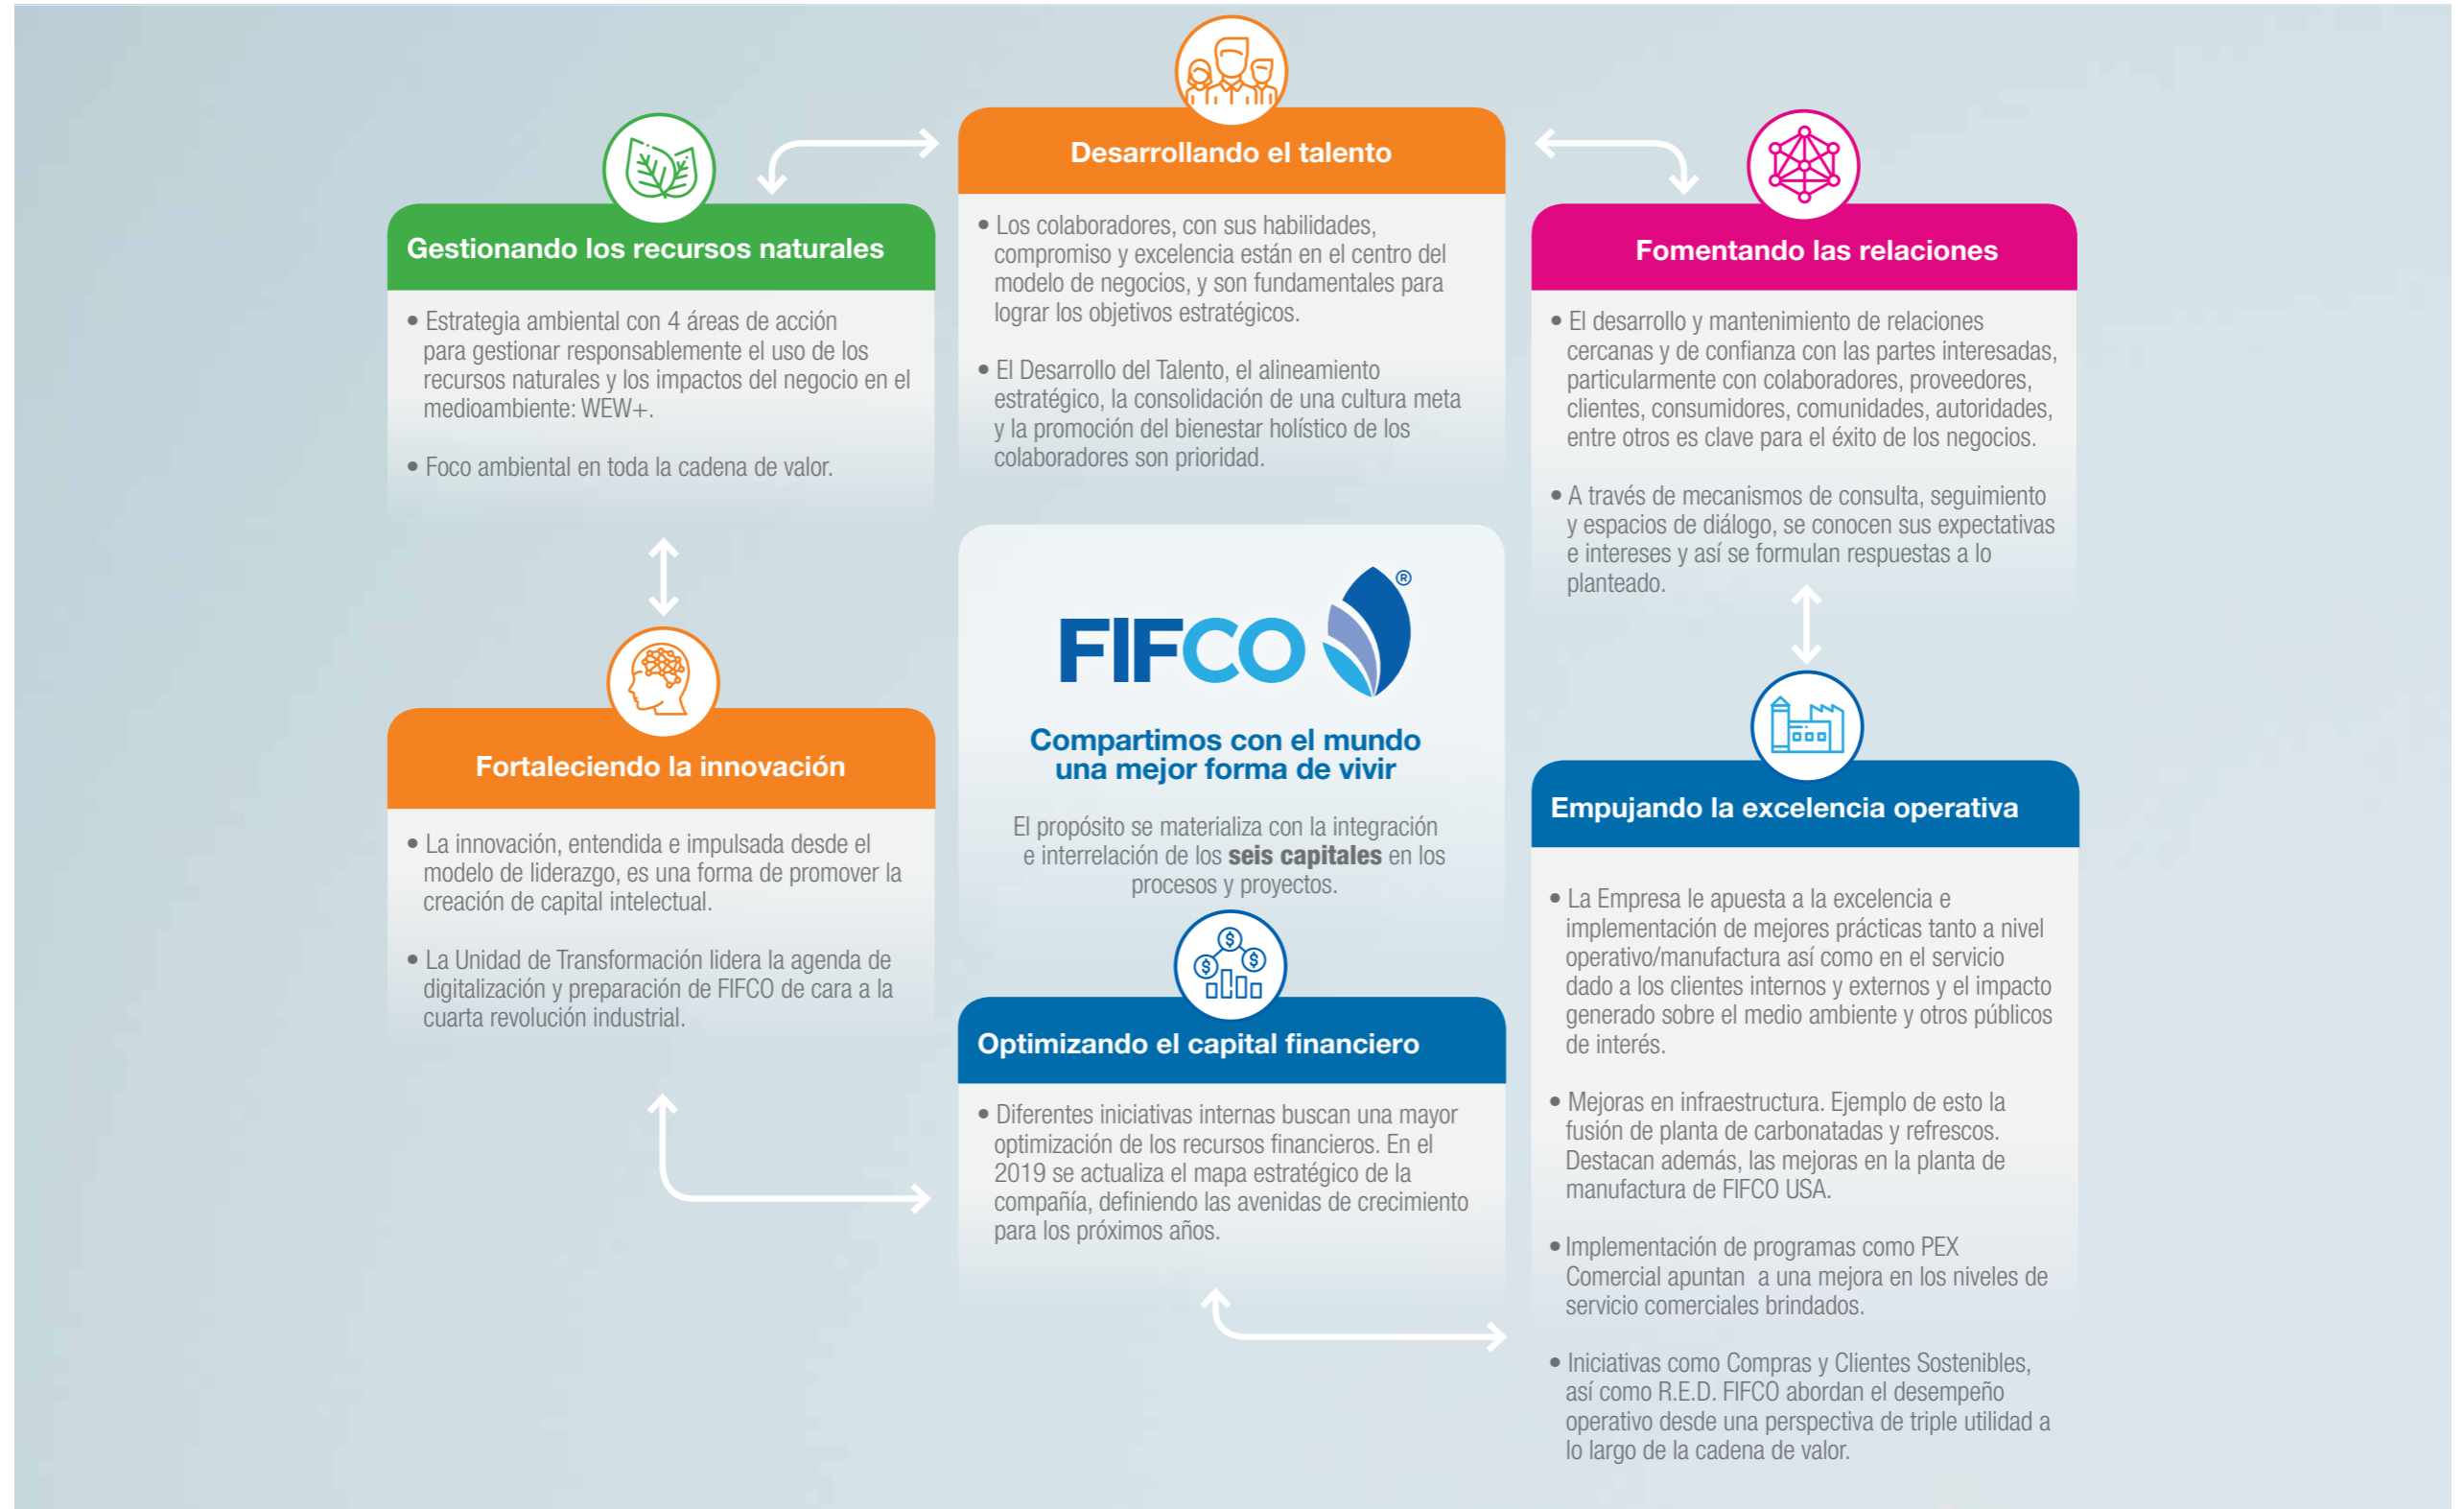 Desarrollando el talento
• Los colaboradores, con sus habilidades,
compromiso y excelencia están en el centro del
modelo de negocios, y son fundamentales para
lograr los objetivos estratégicos.
• El Desarrollo del Talento, el alineamiento
estratégico, la consolidación de una cultura meta
y la promoción del bienestar holístico de los
colaboradores son prioridad.
Gestionando los recursos naturales
• Estrategia ambiental con 4 áreas de acción
para gestionar responsablemente el uso de los
recursos naturales y los impactos del negocio en el
medioambiente: WEW+.
• Foco ambiental en toda la cadena de valor.
Fomentando las relaciones
• El desarrollo y mantenimiento de relaciones
cercanas y de confianza con las partes interesadas,
particularmente con colaboradores, proveedores,
clientes, consumidores, comunidades, autoridades,
entre otros es clave para el éxito de los negocios.
• A través de mecanismos de consulta, seguimiento
y espacios de diálogo, se conocen sus expectativas
e intereses y así se formulan respuestas a lo
planteado.
FIFCO ®
Compartimos con el mundo
una mejor forma de vivir
El propósito se materializa con la integración
e interrelación de los seis capitales en los
procesos y proyectos.
Fortaleciendo la innovación
• La innovación, entendida e impulsada desde el
modelo de liderazgo, es una forma de promover la
creación de capital intelectual.
• La Unidad de Transformación lidera la agenda de
digitalización y preparación de FIFCO de cara a la
cuarta revolución industrial.
$
$ $
Optimizando el capital financiero
• Diferentes iniciativas internas buscan una mayor
optimización de los recursos financieros. En el
2019 se actualiza el mapa estratégico de la
compañía, definiendo las avenidas de crecimiento
para los próximos años.
Empujando la excelencia operativa
• La Empresa le apuesta a la excelencia e
implementación de mejores prácticas tanto a nivel
operativo/manufactura así como en el servicio
dado a los clientes internos y externos y el impacto
generado sobre el medio ambiente y otros públicos
de interés.
• Mejoras en infraestructura. Ejemplo de esto la
fusión de planta de carbonatadas y refrescos.
Destacan además, las mejoras en la planta de
manufactura de FIFCO USA.
• Implementación de programas como PEX
Comercial apuntan a una mejora en los niveles de
servicio comerciales brindados.
• Iniciativas como Compras y Clientes Sostenibles,
así como R.E.D. FIFCO abordan el desempeño
operativo desde una perspectiva de triple utilidad a
lo largo de la cadena de valor.